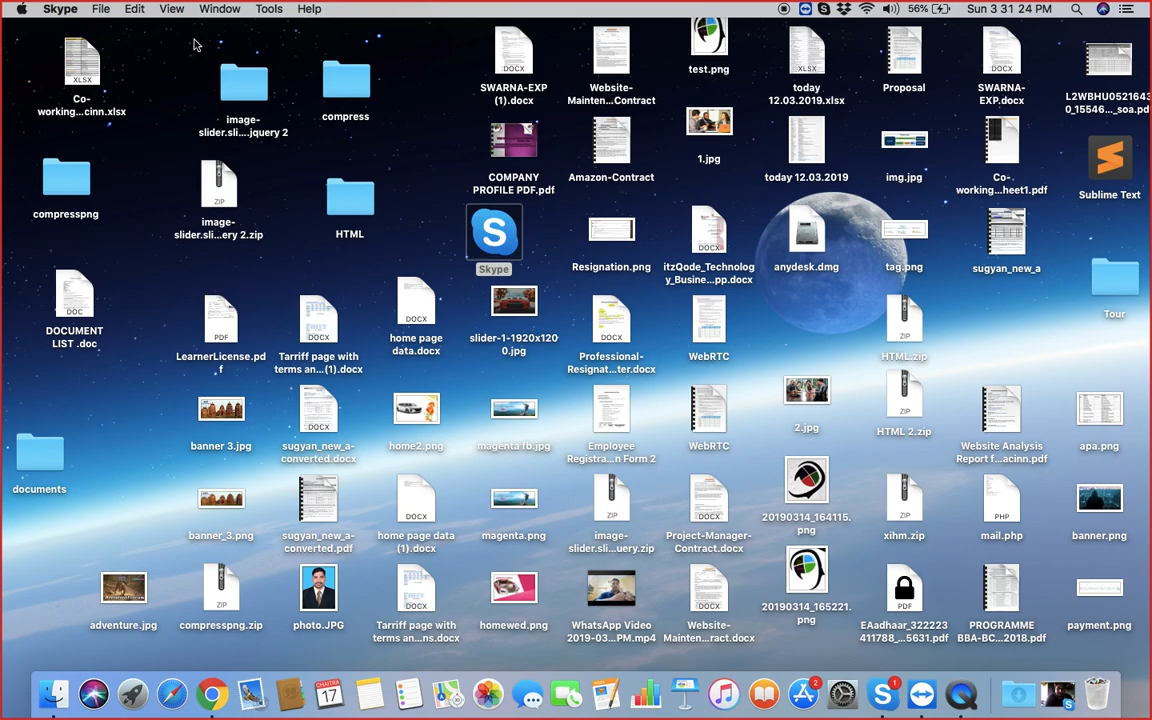 Skype File Edit View Window Tools Help
56% Sun 3 31 24 PM
XLSX
Co-
working...cinn.xlsx
image-
slider.sli....jquery 2
compress
DOCX
SWARNA-EXP
(1).docx
Website-
Mainten...Contract
test.png
XLSX
today
12.03.2019.xlsx
Proposal
DOCX
SWARNA-
EXP.docx
L2WBHU0521643
0_15546..._soa.pdf
compresspng
ZIP
image-
slider.sli...ery 2.zip
HTML
COMPANY
PROFILE PDF.pdf
Amazon-Contract
1.jpg
today 12.03.2019
img.jpg
Co-
working...heet1.pdf
Sublime Text
Skype
Resignation.png
DOCX
itzQode_Technolog
y_Busine...pp.docx
anydesk.dmg
tag.png
sugyan_new_a
Tour
DOC
DOCUMENT
LIST .doc
PDF
LearnerLicense.pd
f
DOCX
Tarriff page with
terms an...(1).docx
DOCX
home page
data.docx
slider-1-1920x120
0.jpg
DOCX
Professional-
Resignat...ter.docx
WebRTC
ZIP
HTML.zip
banner 3.jpg
DOCX
sugyan_new_a-
converted.docx
home2.png
magenta fb.jpg
Employee
Registra...n Form 2
WebRTC
2.jpg
ZIP
HTML 2.zip
Website Analysis
Report f...acinn.pdf
apa.png
documents
banner_3.png
sugyan_new_a-
converted.pdf
DOCX
home page data
(1).docx
magenta.png
ZIP
image-
slider.sli...uery.zip
DOCX
Project-Manager-
Contract.docx
20190314_164115.
png
ZIP
xihm.zip
PHP
mail.php
banner.png
adventure.jpg
ZIP
compresspng.zip
photo.JPG
DOCX
Tarriff page with
terms an...ns.docx
homewed.png
WhatsApp Video
2019-03...PM.mp4
DOCX
Website-
Mainten...ract.docx
20190314_165221.
png
PDF
EAadhaar_322223
411788_...5631.pdf
PROGRAMME
BBA-BC...2018.pdf
payment.png
CHAITRA
17
2
1